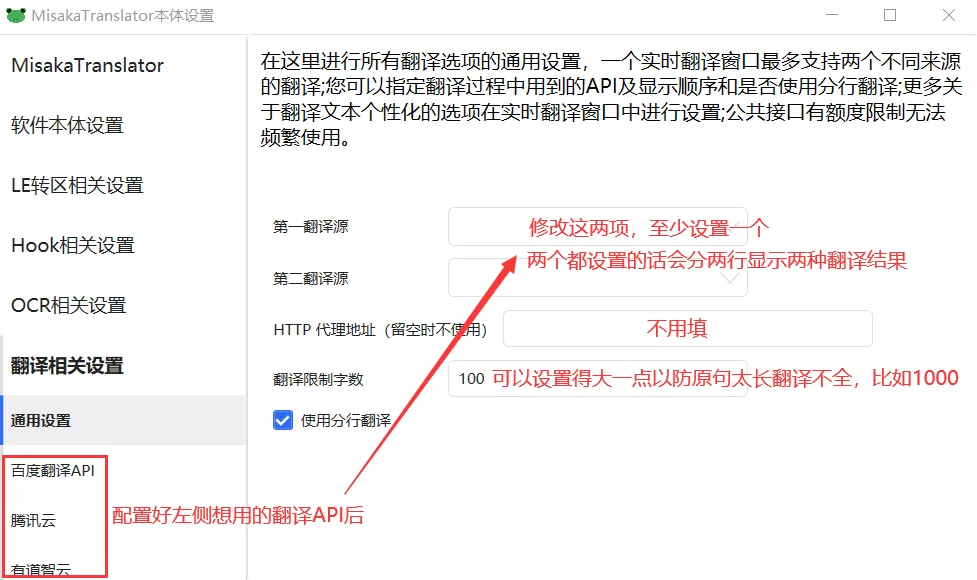 MisakaTranslator本体设置
MisakaTranslator
软件本体设置
LE转区相关设置
Hook相关设置
OCR相关设置
翻译相关设置
通用设置
百度翻译API
腾讯云
有道智云
在这里进行所有翻译选项的通用设置，一个实时翻译窗口最多支持两个不同来源
的翻译;您可以指定翻译过程中用到的API及显示顺序和是否使用分行翻译;更多关
于翻译文本个性化的选项在实时翻译窗口中进行设置;公共接口有额度限制无法
频繁使用。
第一翻译源
修改这两项，至少设置一个
两个都设置的话会分两行显示两种翻译结果
第二翻译源
HTTP 代理地址（留空时不使用）
不用填
翻译限制字数
100
可以设置得大一点以防原句太长翻译不全，比如1000
使用分行翻译
配置好左侧想用的翻译API后